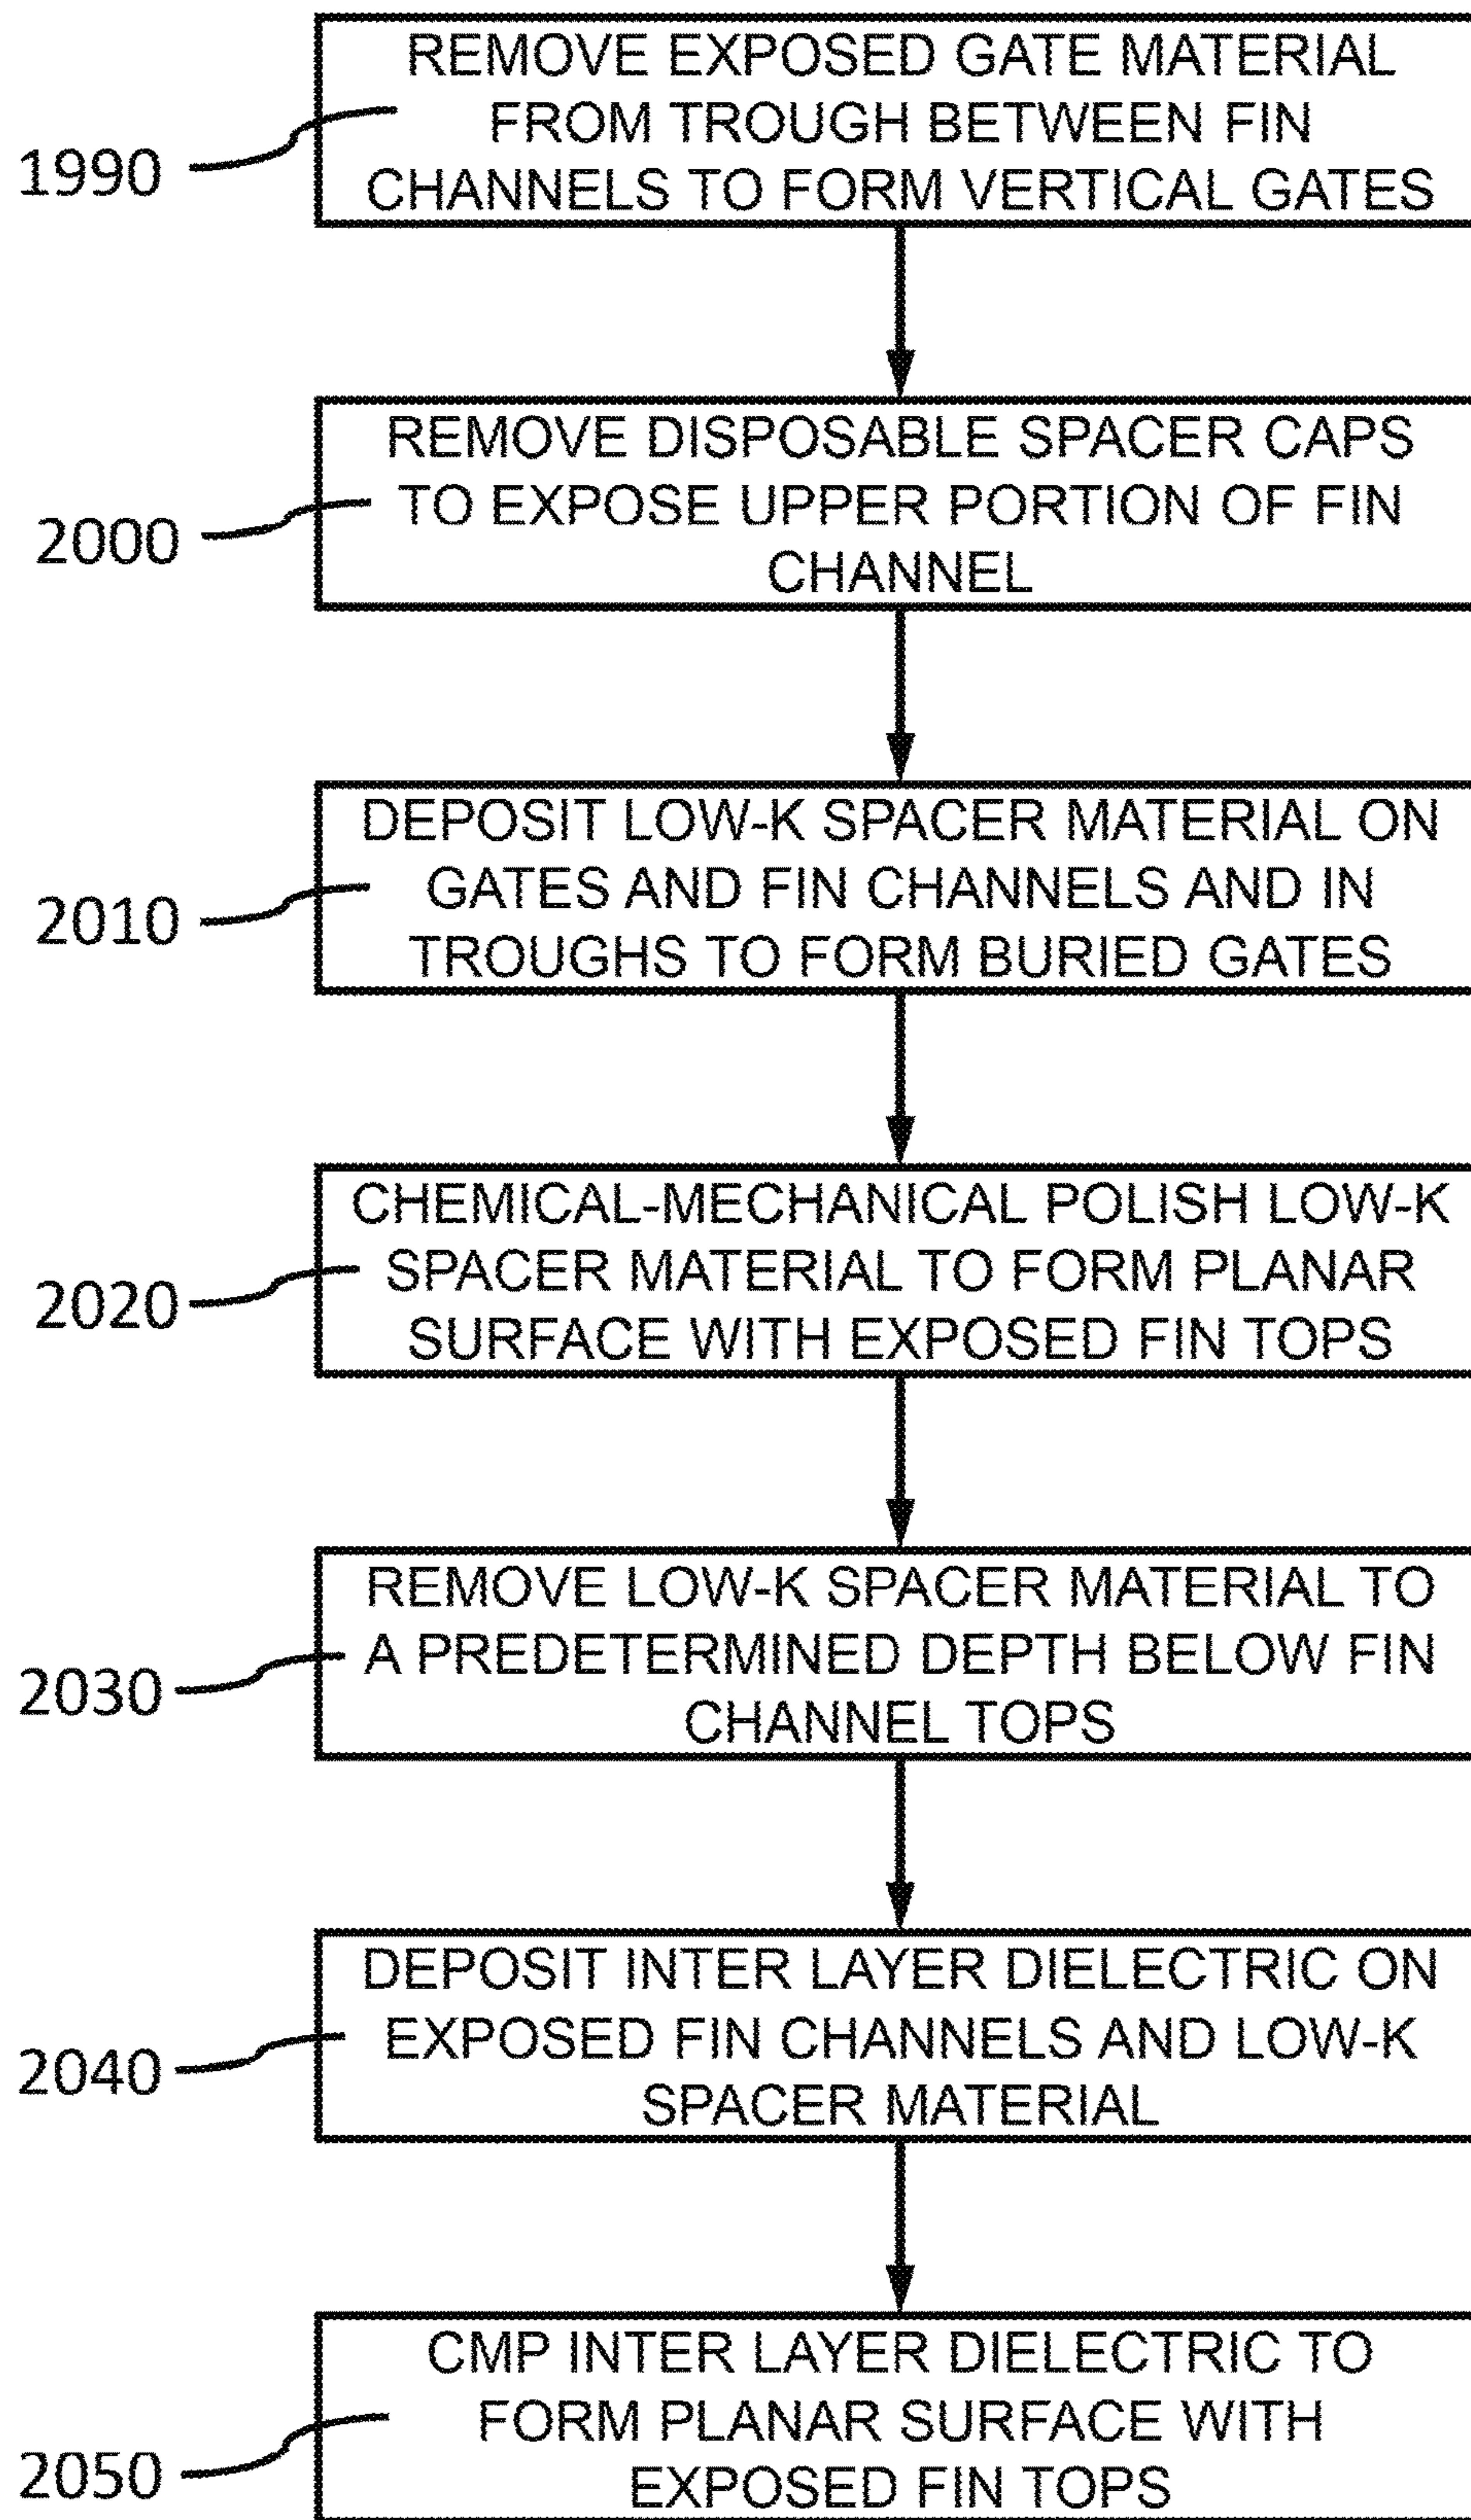 REMOVE EXPOSED GATE MATERIAL
FROM TROUGH BETWEEN FIN
CHANNELS TO FORM VERTICAL GATES
1990
REMOVE DISPOSABLE SPACER CAPS
TO EXPOSE UPPER PORTION OF FIN
CHANNEL
2000
DEPOSIT LOW-K SPACER MATERIAL ON
GATES AND FIN CHANNELS AND IN
TROUGHS TO FORM BURIED GATES
2010
CHEMICAL-MECHANICAL POLISH LOW-K
SPACER MATERIAL TO FORM PLANAR
SURFACE WITH EXPOSED FIN TOPS
2020
REMOVE LOW-K SPACER MATERIAL TO
A PREDETERMINED DEPTH BELOW FIN
CHANNEL TOPS
2030
DEPOSIT INTER LAYER DIELECTRIC ON
EXPOSED FIN CHANNELS AND LOW-K
SPACER MATERIAL
2040
CMP INTER LAYER DIELECTRIC TO
FORM PLANAR SURFACE WITH
EXPOSED FIN TOPS
2050